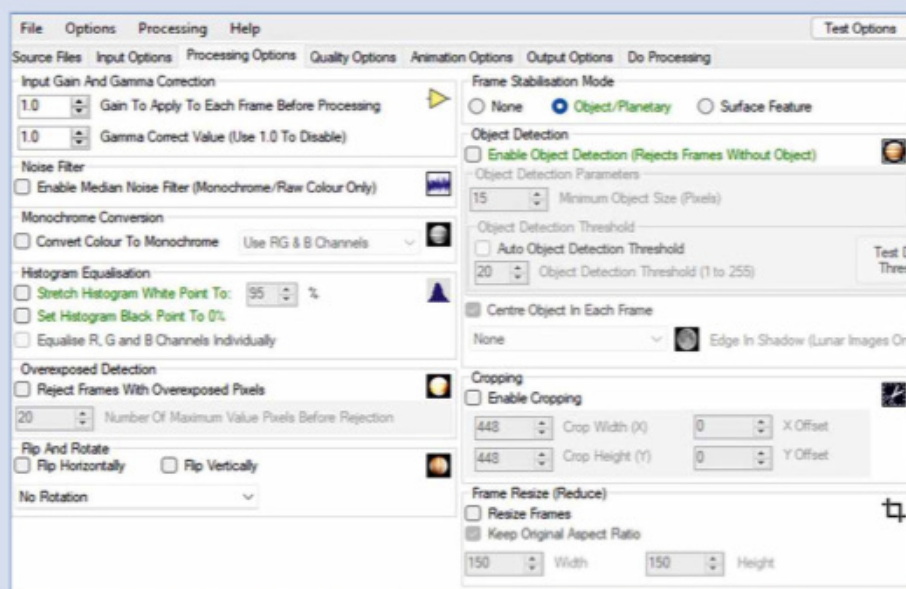 File Options Processing Help Test Options
Source Files Input Options Processing Options Quality Options Animation Options Output Options Do Processing
Input Gain And Gamma Correction
1.0 Gain To Apply To Each Frame Before Processing
1.0 Gamma Correct Value (Use 1.0 To Disable)
Noise Filter
Enable Median Noise Filter (Monochrome/Raw Colour Only)
Monochrome Conversion
Convert Colour To Monochrome Use RG & B Channels
Histogram Equalisation
Stretch Histogram White Point To: 95 %
Set Histogram Black Point To 0%
Equalise R, G and B Channels Individually
Overexposed Detection
Reject Frames With Overexposed Pixels
20 Number Of Maximum Value Pixels Before Rejection
Flip And Rotate
Flip Horizontally Flip Vertically
No Rotation
Frame Stabilisation Mode
None Object/Planetary Surface Feature
Object Detection
Enable Object Detection (Rejects Frames Without Object)
Object Detection Parameters
15 Minimum Object Size (Pixels)
Object Detection Threshold
Auto Object Detection Threshold
20 Object Detection Threshold (1 to 255)
Test D
Thres
Centre Object In Each Frame
None Edge In Shadow (Lunar Images On
Cropping
Enable Cropping
448 Crop Width (X) 0 X Offset
448 Crop Height (Y) 0 Y Offset
Frame Resize (Reduce)
Resize Frames
Keep Original Aspect Ratio
150 Width 150 Height